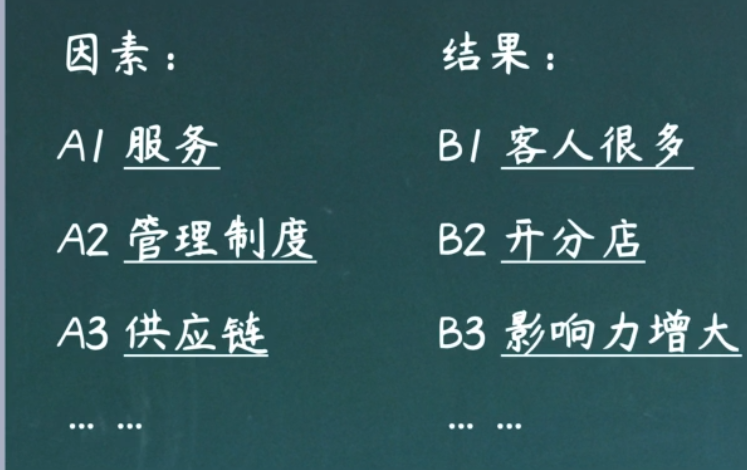 因素： 结果：
A1 服务 B1 客人很多
A2 管理制度 B2 开分店
A3 供应链 B3 影响力增大
… … … …